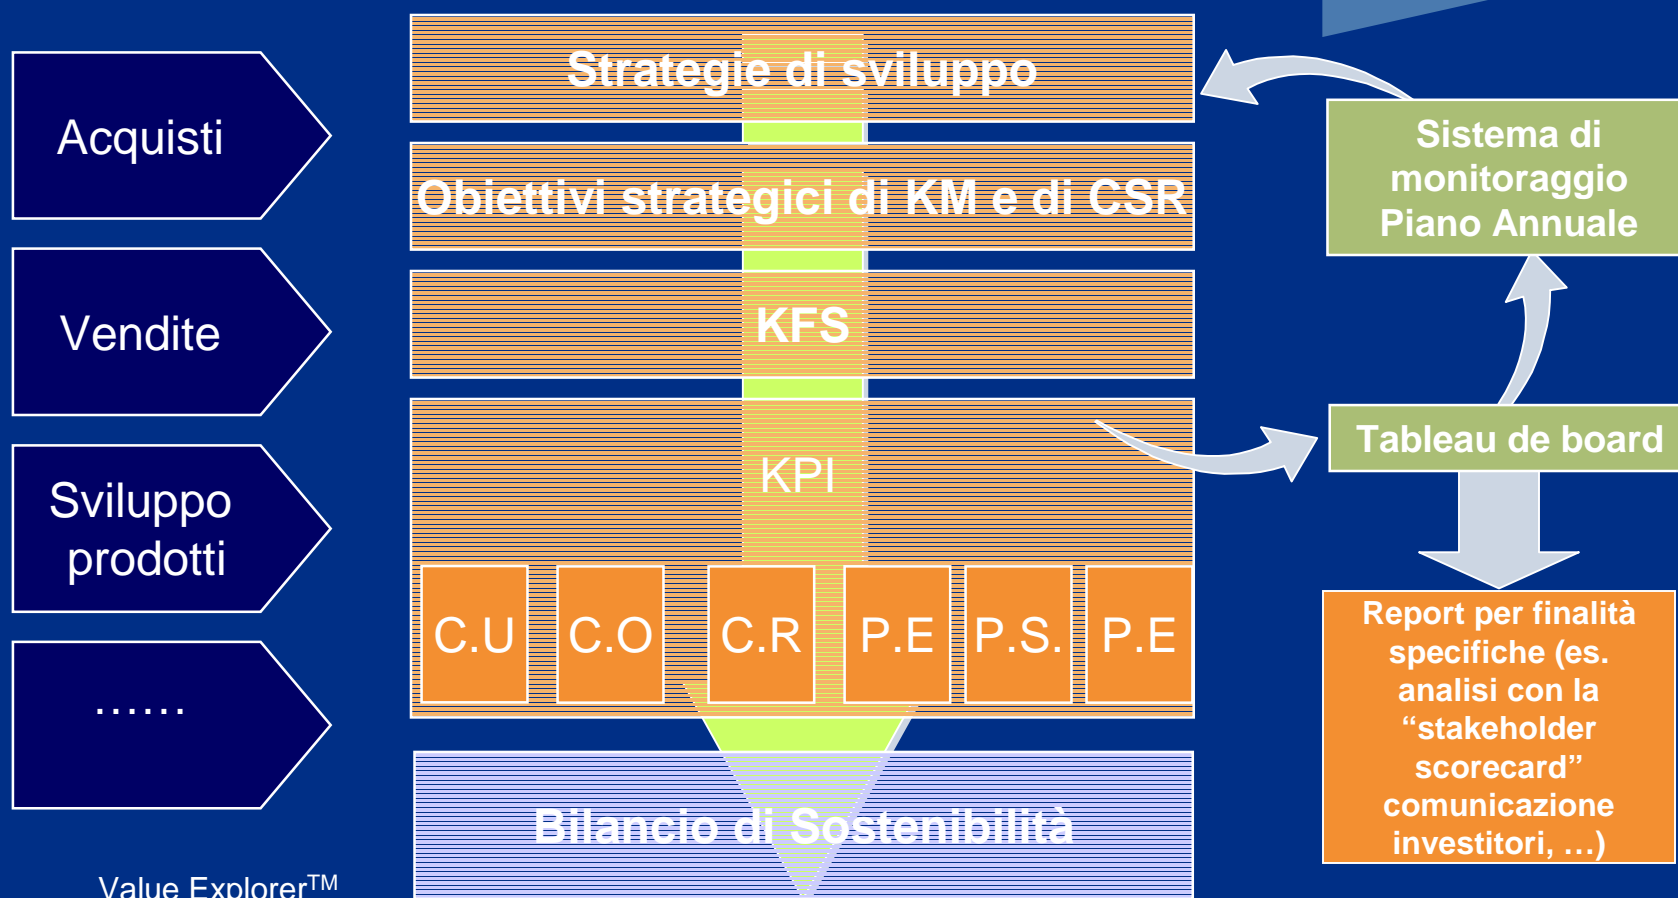 Acquisti
Vendite
Sviluppo
prodotti
……
Value Explorer™
Strategie di sviluppo
Obiettivi strategici di KM e di CSR
KFS
KPI
C.U
C.O
C.R
P.E
P.S.
P.E
Bilancio di Sostenibilità
Sistema di
monitoraggio
Piano Annuale
Tableau de board
Report per finalità
specifiche (es.
analisi con la
“stakeholder
scorecard”
comunicazione
investitori, …)